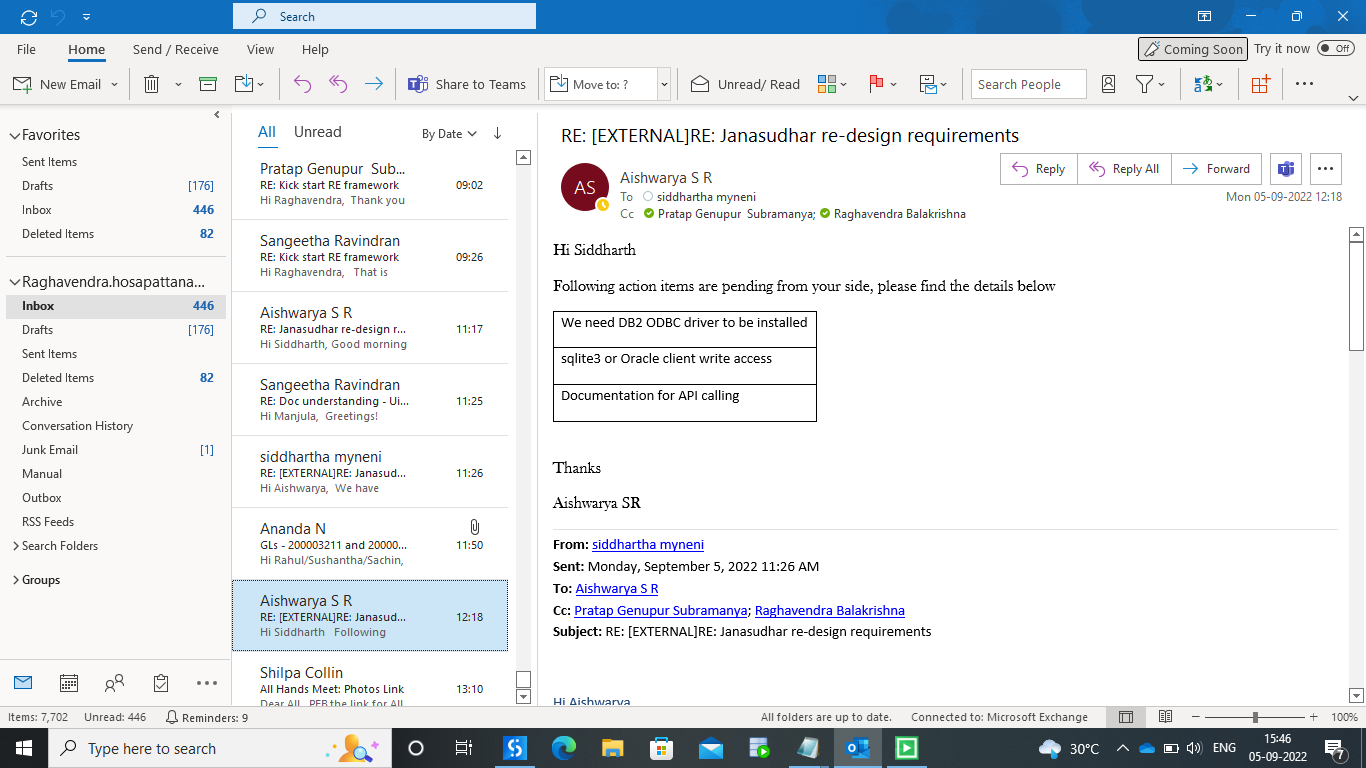 Search
File Home Send / Receive View Help
Coming Soon Try it now Off
New Email Share to Teams Move to: ? Unread/ Read Search People
Favorites
Sent Items
Drafts [176]
Inbox 446
Deleted Items 82
Raghavendra.hosapattana...
Inbox 446
Drafts [176]
Sent Items
Deleted Items 82
Archive
Conversation History
Junk Email [1]
Manual
Outbox
RSS Feeds
Search Folders
Groups
All Unread By Date
Pratap Genupur Sub...
RE: Kick start RE framework 09:02
Hi Raghavendra, Thank you
Sangeetha Ravindran
RE: Kick start RE framework 09:26
Hi Raghavendra, That is
Aishwarya S R
RE: Janasudhar re-design r... 11:17
Hi Siddharth, Good morning
Sangeetha Ravindran
RE: Doc understanding - Ui... 11:25
Hi Manjula, Greetings!
siddhartha myneni
RE: [EXTERNAL]RE: Janasud... 11:26
Hi Aishwarya, We have
Ananda N
GLs - 200003211 and 20000... 11:50
Hi Rahul/Sushantha/Sachin,
Aishwarya S R
RE: [EXTERNAL]RE: Janasud... 12:18
Hi Siddharth Following
Shilpa Collin
All Hands Meet: Photos Link 13:10
Dear All, PFB the link for All
RE: [EXTERNAL]RE: Janasudhar re-design requirements
AS
Aishwarya S R
Reply Reply All Forward
To siddhartha myneni
Mon 05-09-2022 12:18
Cc Pratap Genupur Subramanya; Raghavendra Balakrishna
Hi Siddharth
Following action items are pending from your side, please find the details below
We need DB2 ODBC driver to be installed
sqlite3 or Oracle client write access
Documentation for API calling
Thanks
Aishwarya SR
From: siddhartha myneni
Sent: Monday, September 5, 2022 11:26 AM
To: Aishwarya S R
Cc: Pratap Genupur Subramanya; Raghavendra Balakrishna
Subject: RE: [EXTERNAL]RE: Janasudhar re-design requirements
Hi Aishwarya
Items: 7,702 Unread: 446 Reminders: 9 All folders are up to date. Connected to: Microsoft Exchange 100%
Type here to search 30°C ENG 15:46
05-09-2022 7